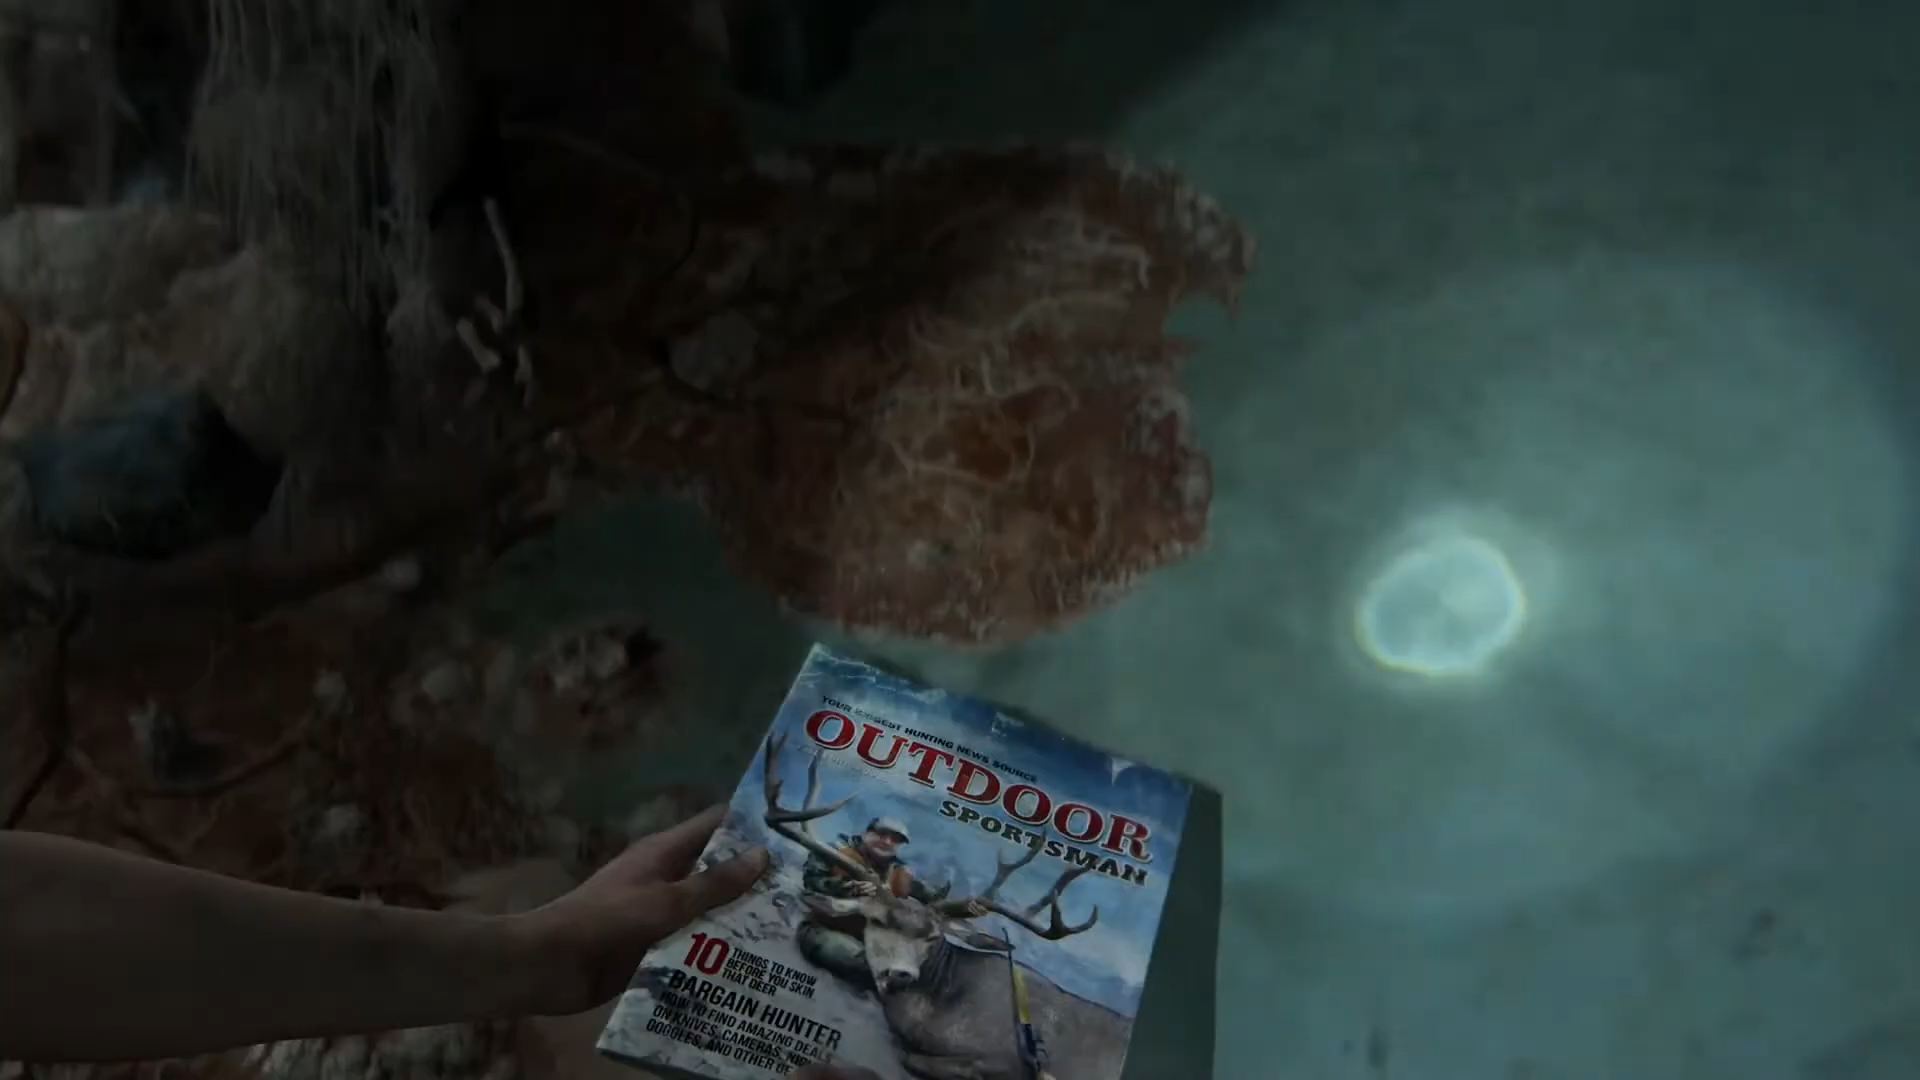 YOUR BIGGEST HUNTING NEWS SOURCE
OUTDOOR
SPORTSMAN
10 THINGS TO KNOW
BEFORE YOU SKIN
THAT DEER
BARGAIN HUNTER
HOW TO FIND AMAZING DEALS
ON KNIVES, CAMERAS,
GOGGLES, AND OTHER